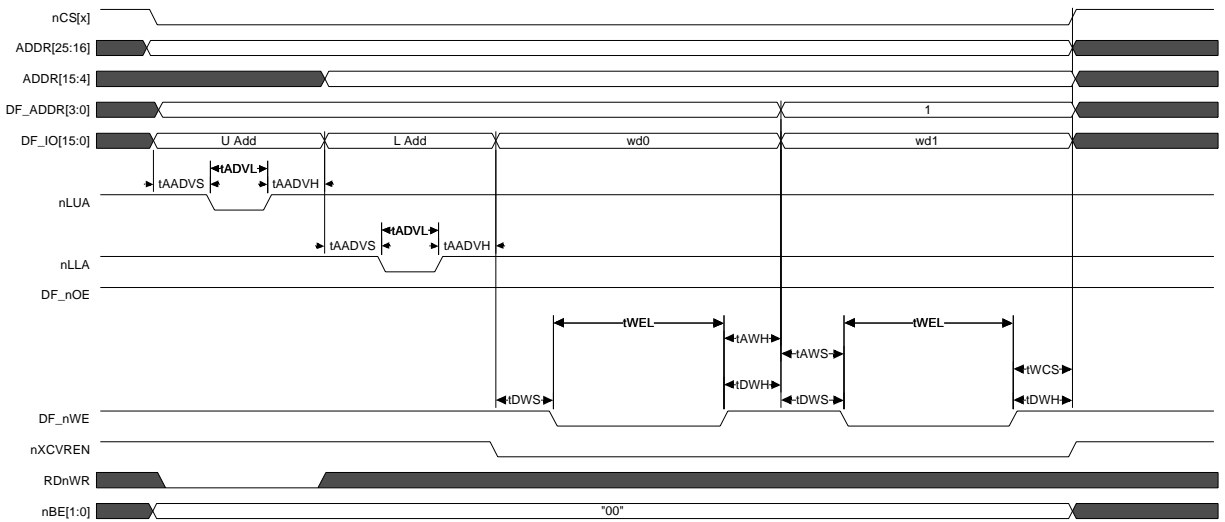 nCS[x]
ADDR[25:16]
ADDR[15:4]
DF_ADDR[3:0] 1
DF_IO[15:0] U Add L Add wd0 wd1
tADVL
tAADVS tAADVH
nLUA
tADVL
tAADVS tAADVH
nLLA
DF_nOE
tWEL tWEL
tAWH
tAWS
tWCS
tDWH
tDWS tDWS tDWH
DF_nWE
nXCVREN
RDnWR
nBE[1:0] "00"